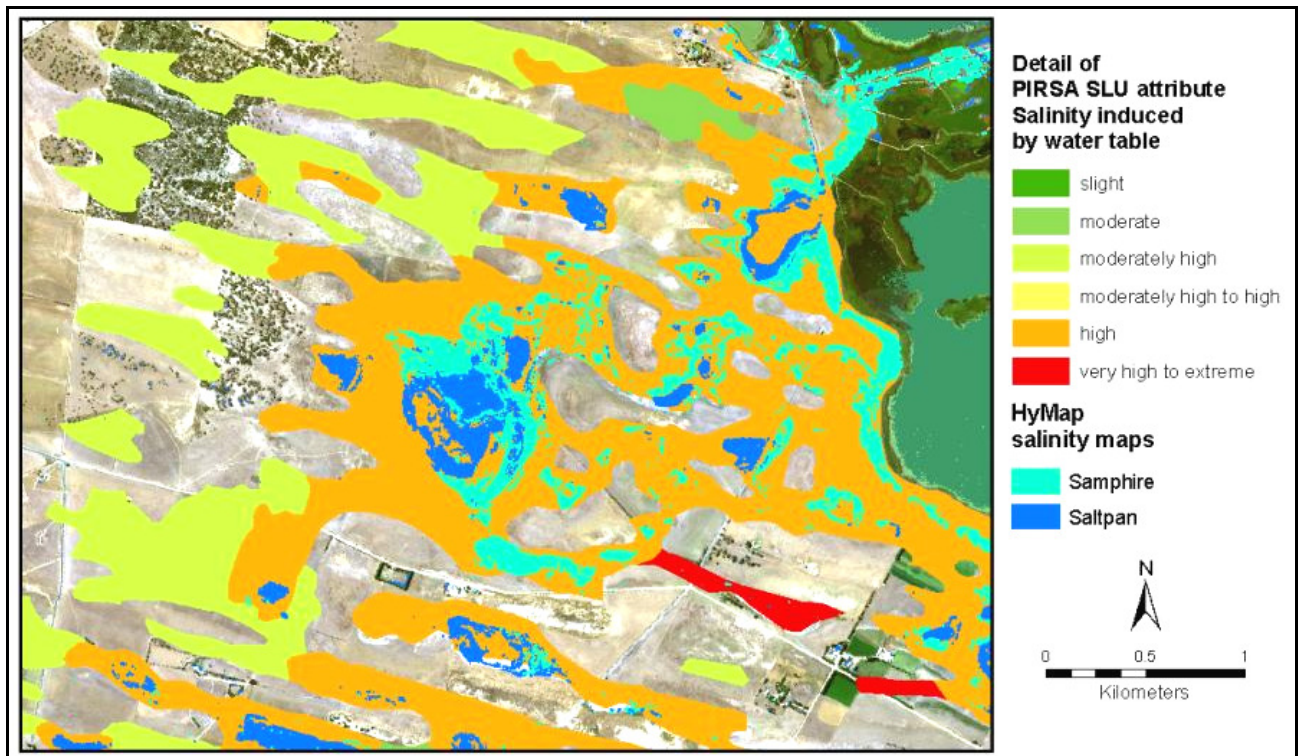 Detail of
PIRSA SLU attribute
Salinity induced
by water table
slight
moderate
moderately high
moderately high to high
high
very high to extreme
HyMap
salinity maps
Samphire
Saltpan
N
0 0.5 1
Kilometers